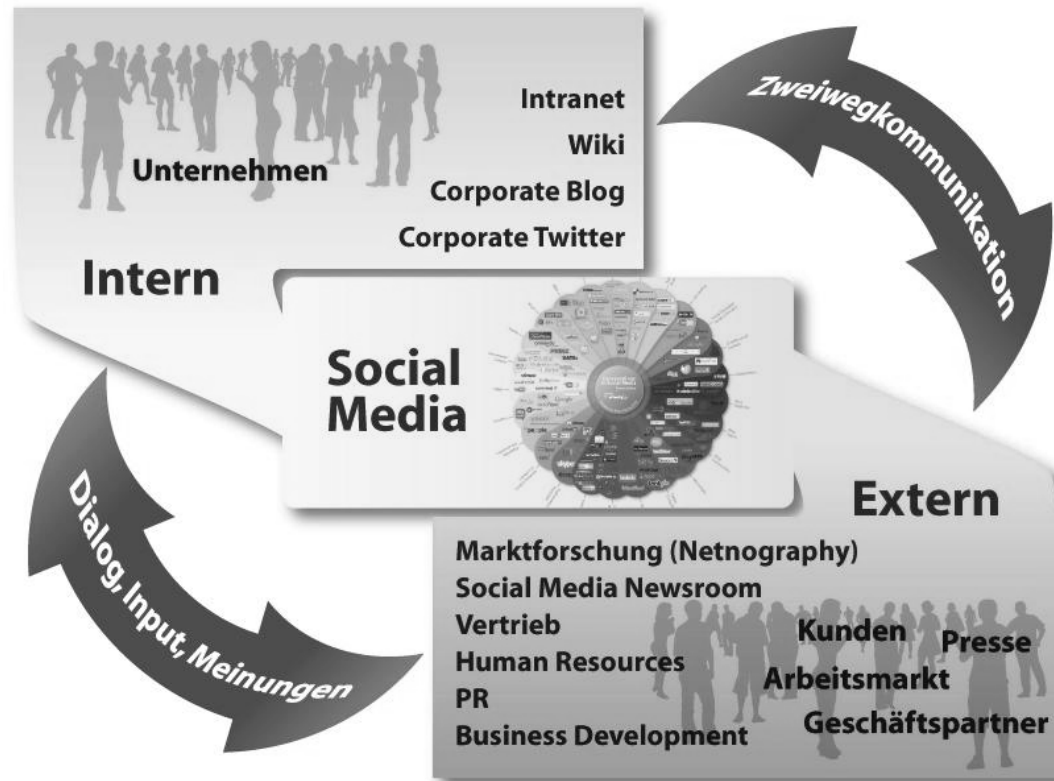 Unternehmen
Intranet
Wiki
Corporate Blog
Corporate Twitter
Intern
Zweiwegkommunikation
Social
Media
Dialog, Input, Meinungen
Extern
Marktforschung (Netnography)
Social Media Newsroom
Vertrieb
Human Resources
PR
Business Development
Kunden
Presse
Arbeitsmarkt
Geschäftspartner